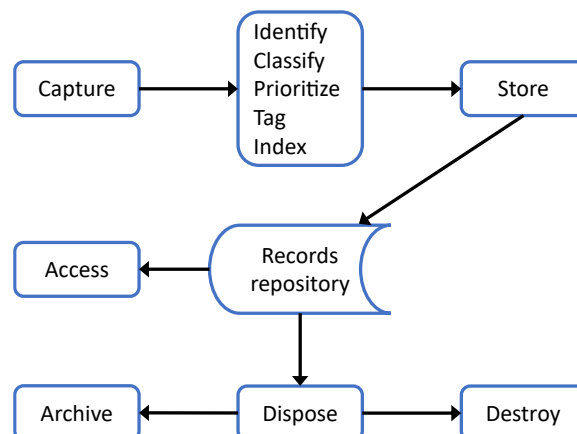 Capture
Identify
Classify
Prioritize
Tag
Index
Store
Access
Records
repository
Archive
Dispose
Destroy